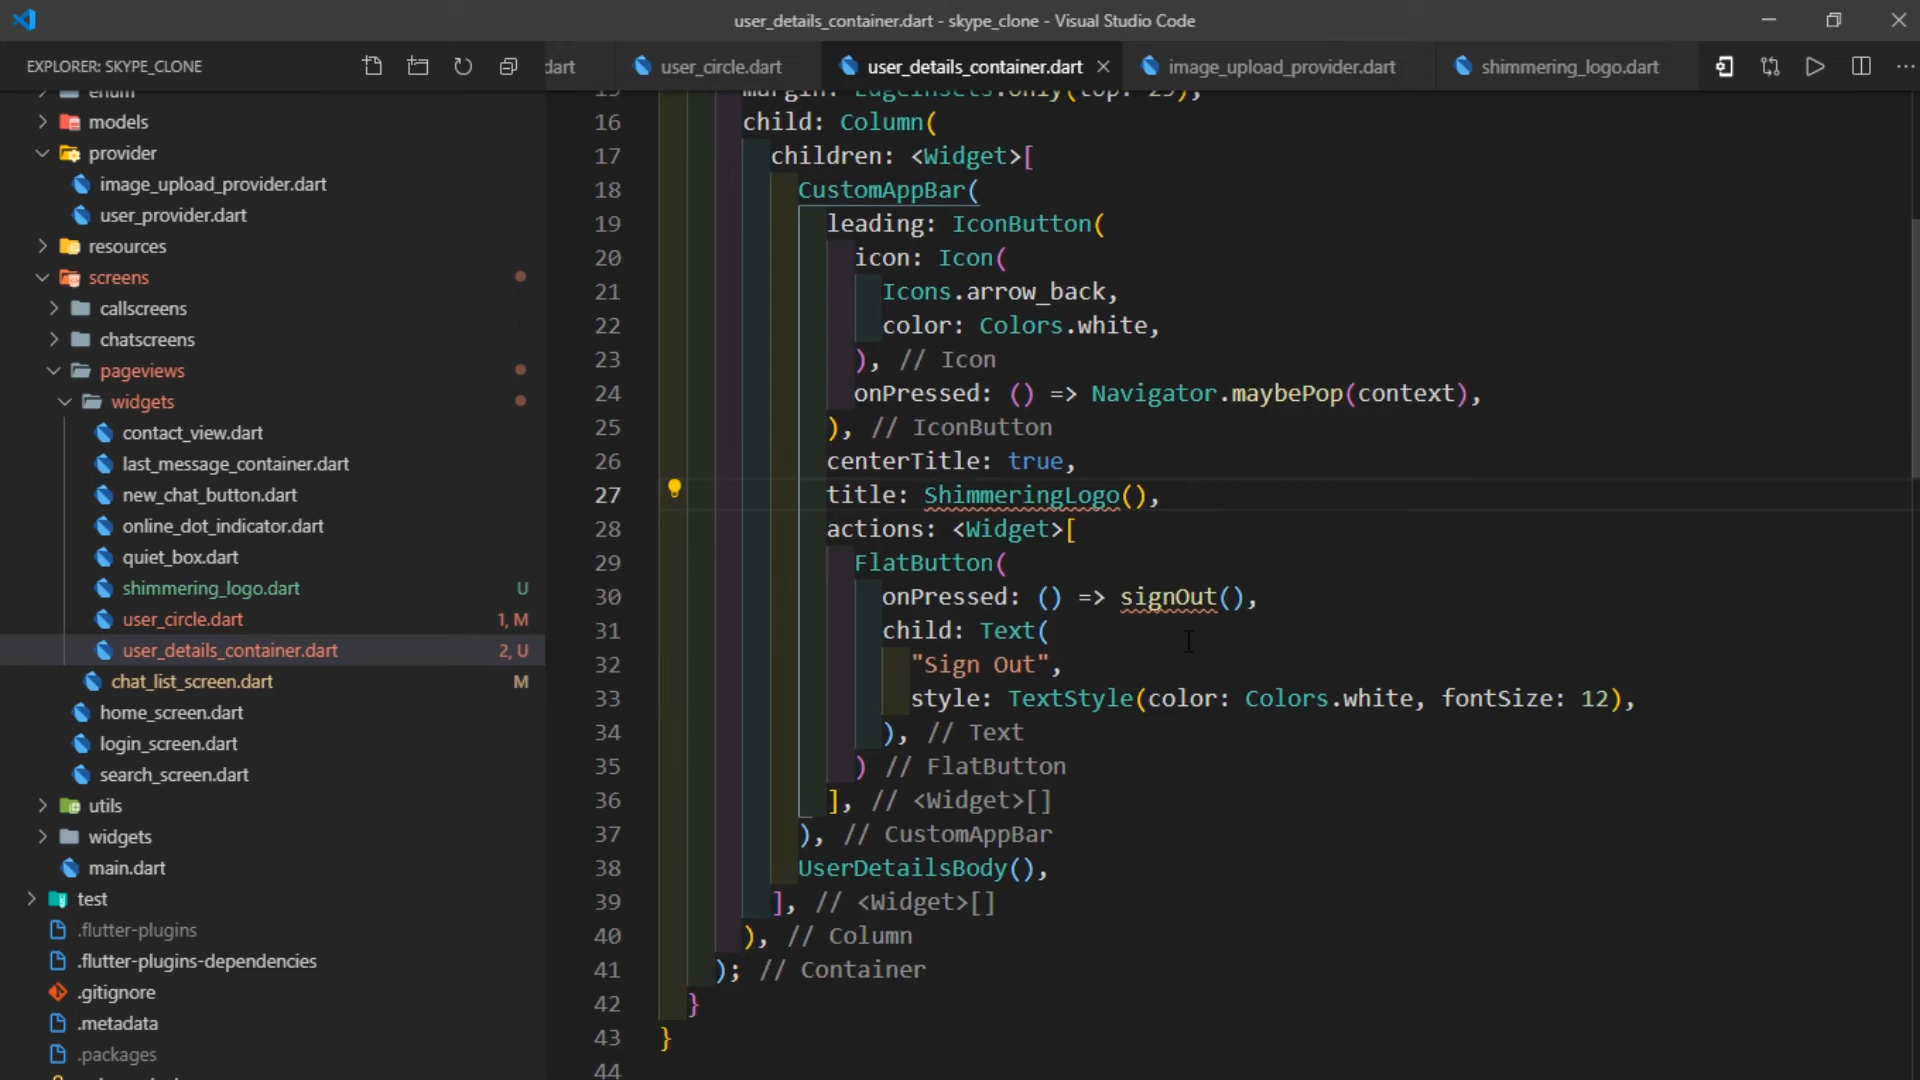 user_details_container.dart - skype_clone - Visual Studio Code
EXPLORER: SKYPE_CLONE
dart
user_circle.dart
user_details_container.dart
image_upload_provider.dart
shimmering_logo.dart
enum
models
provider
image_upload_provider.dart
user_provider.dart
resources
screens
callscreens
chatscreens
pageviews
widgets
contact_view.dart
last_message_container.dart
new_chat_button.dart
online_dot_indicator.dart
quiet_box.dart
shimmering_logo.dart U
user_circle.dart 1, M
user_details_container.dart 2, U
chat_list_screen.dart M
home_screen.dart
login_screen.dart
search_screen.dart
utils
widgets
main.dart
test
.flutter-plugins
.flutter-plugins-dependencies
.gitignore
.metadata
.packages
15 margin: EdgeInsets.only(top: 25),
16 child: Column(
17 children: <Widget>[
18 CustomAppBar(
19 leading: IconButton(
20 icon: Icon(
21 Icons.arrow_back,
22 color: Colors.white,
23 ), // Icon
24 onPressed: () => Navigator.maybePop(context),
25 ), // IconButton
26 centerTitle: true,
27 title: ShimmeringLogo(),
28 actions: <Widget>[
29 FlatButton(
30 onPressed: () => signOut(),
31 child: Text(
32 "Sign Out",
33 style: TextStyle(color: Colors.white, fontSize: 12),
34 ), // Text
35 ) // FlatButton
36 ], // <Widget>[]
37 ), // CustomAppBar
38 UserDetailsBody(),
39 ], // <Widget>[]
40 ), // Column
41 ); // Container
42 }
43 }
44